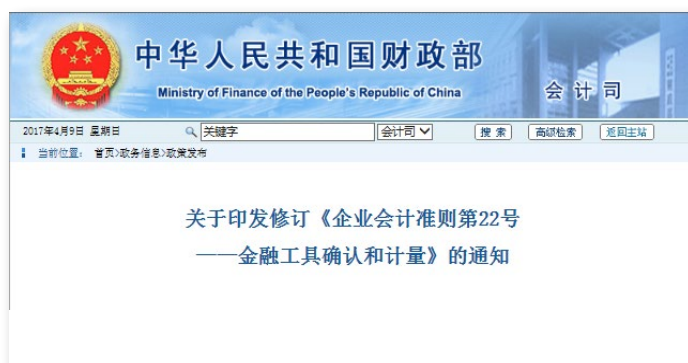 中华人民共和国财政部
Ministry of Finance of the People's Republic of China
会计司
2017年4月9日 星期日 关键字 会计司 搜 索 高级检索 返回主站
当前位置: 首页>政务信息>政策发布
关于印发修订《企业会计准则第22号
——金融工具确认和计量》的通知